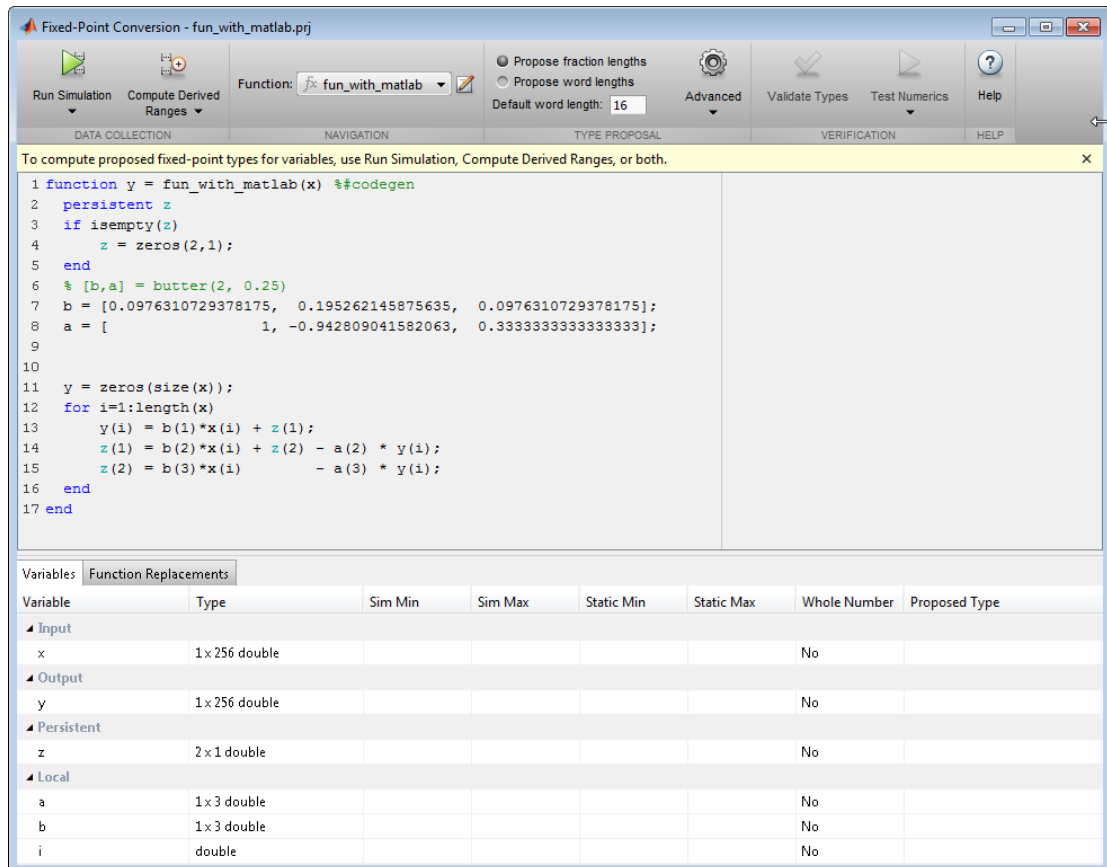 Fixed-Point Conversion - fun_with_matlab.prj
Run Simulation
Compute Derived
Ranges
Function: fx fun_with_matlab
Propose fraction lengths
Propose word lengths
Default word length: 16
Advanced
Validate Types
Test Numerics
?
Help
DATA COLLECTION NAVIGATION TYPE PROPOSAL VERIFICATION HELP
To compute proposed fixed-point types for variables, use Run Simulation, Compute Derived Ranges, or both.
1 function y = fun_with_matlab(x) %#codegen
2 persistent z
3 if isempty(z)
4 z = zeros(2,1);
5 end
6 % [b,a] = butter(2, 0.25)
7 b = [0.0976310729378175, 0.195262145875635, 0.0976310729378175];
8 a = [ 1, -0.942809041582063, 0.3333333333333333];
9
10
11 y = zeros(size(x));
12 for i=1:length(x)
13 y(i) = b(1)*x(i) + z(1);
14 z(1) = b(2)*x(i) + z(2) - a(2) * y(i);
15 z(2) = b(3)*x(i) - a(3) * y(i);
16 end
17 end
Variables Function Replacements
Variable Type Sim Min Sim Max Static Min Static Max Whole Number Proposed Type
Input
x 1 x 256 double No
Output
y 1 x 256 double No
Persistent
z 2 x 1 double No
Local
a 1 x 3 double No
b 1 x 3 double No
i double No